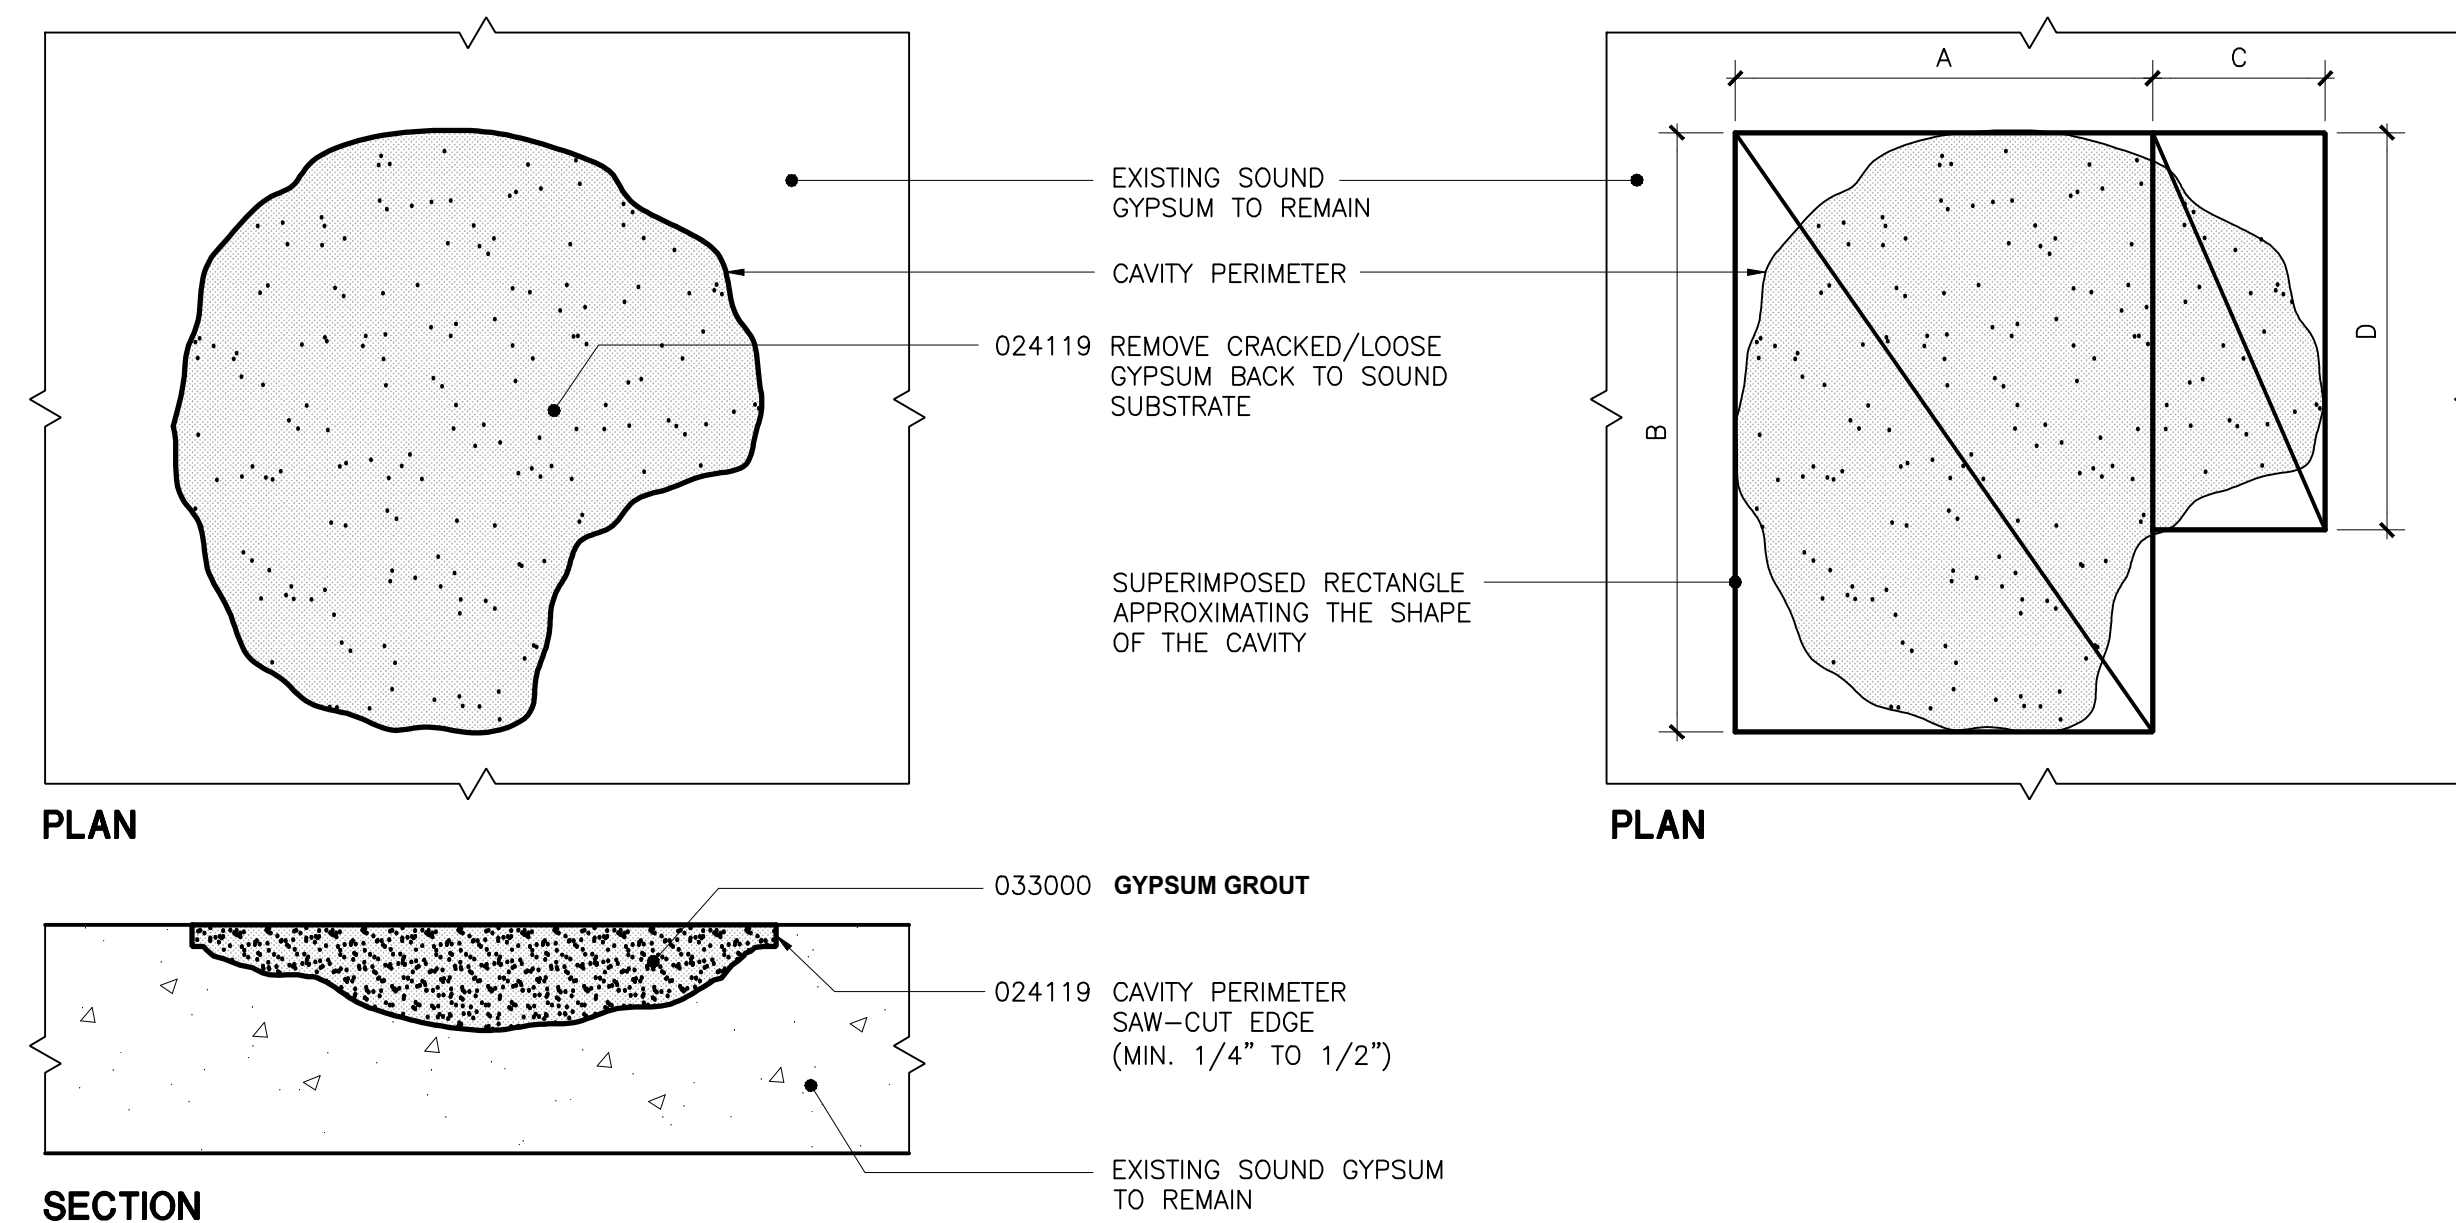 A
C
EXISTING SOUND
GYPSUM TO REMAIN
CAVITY PERIMETER
024119 REMOVE CRACKED/LOOSE
GYPSUM BACK TO SOUND
SUBSTRATE
D
B
SUPERIMPOSED RECTANGLE
APPROXIMATING THE SHAPE
OF THE CAVITY
PLAN
PLAN
033000 GYPSUM GROUT
024119 CAVITY PERIMETER
SAW-CUT EDGE
(MIN. 1/4" TO 1/2")
EXISTING SOUND GYPSUM
TO REMAIN
SECTION